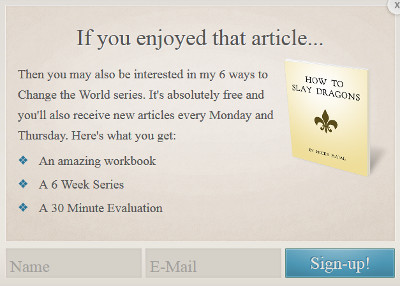 x
If you enjoyed that article...
Then you may also be interested in my 6 ways to
Change the World series. It's absolutely free and
you'll also receive new articles every Monday and
Thursday. Here's what you get:
An amazing workbook
A 6 Week Series
A 30 Minute Evaluation
HOW TO
SLAY DRAGONS
Name
E-Mail
Sign-up!